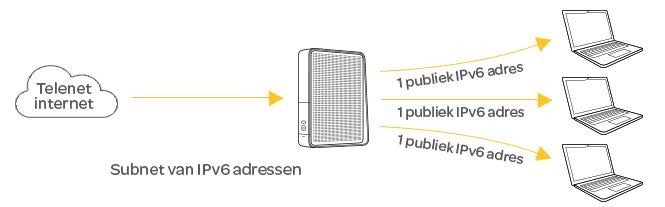 Telenet
internet
1 publiek IPv6 adres
1 publiek IPv6 adres
1 publiek IPv6 adres
Subnet van IPv6 adressen